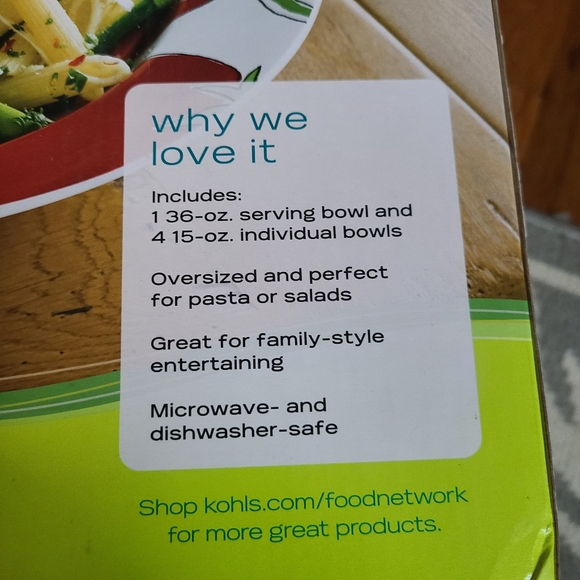 why we
love it
Includes:
1 36-oz. serving bowl and
4 15-oz. individual bowls
Oversized and perfect
for pasta or salads
Great for family-style
entertaining
Microwave- and
dishwasher-safe
Shop kohls.com/foodnetwork
for more great products.